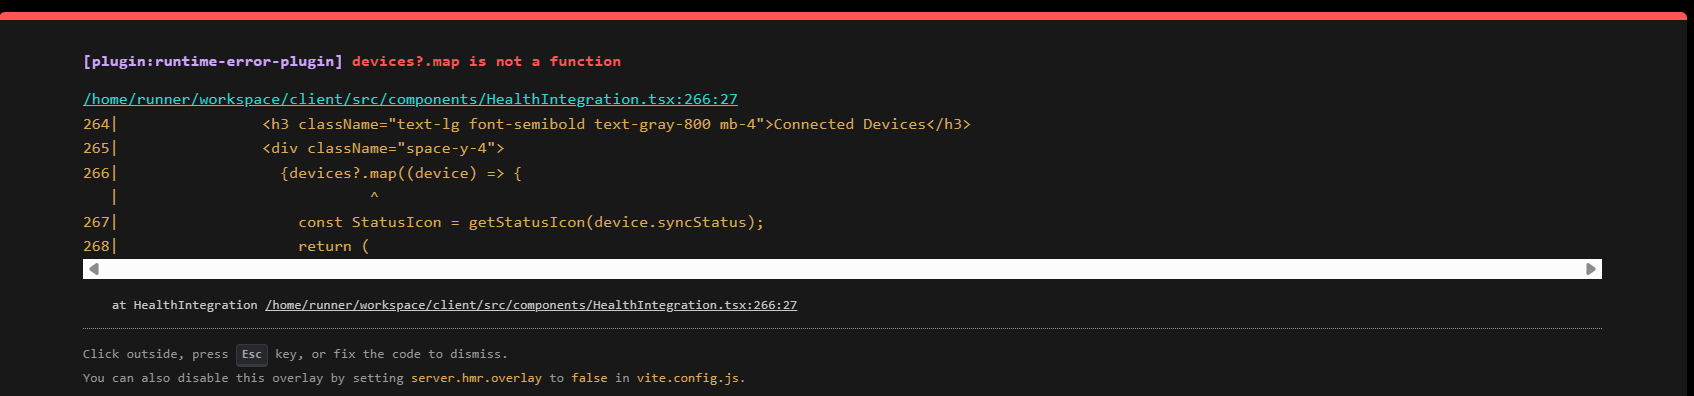 [plugin:runtime-error-plugin] devices?.map is not a function
/home/runner/workspace/client/src/components/HealthIntegration.tsx:266:27
264|                <h3 className="text-lg font-semibold text-gray-800 mb-4">Connected Devices</h3>
265|                <div className="space-y-4">
266|                  {devices?.map((device) => {
   |                            ^
267|                    const StatusIcon = getStatusIcon(device.syncStatus);
268|                    return (
at HealthIntegration /home/runner/workspace/client/src/components/HealthIntegration.tsx:266:27
Click outside, press Esc key, or fix the code to dismiss.
You can also disable this overlay by setting server.hmr.overlay to false in vite.config.js.